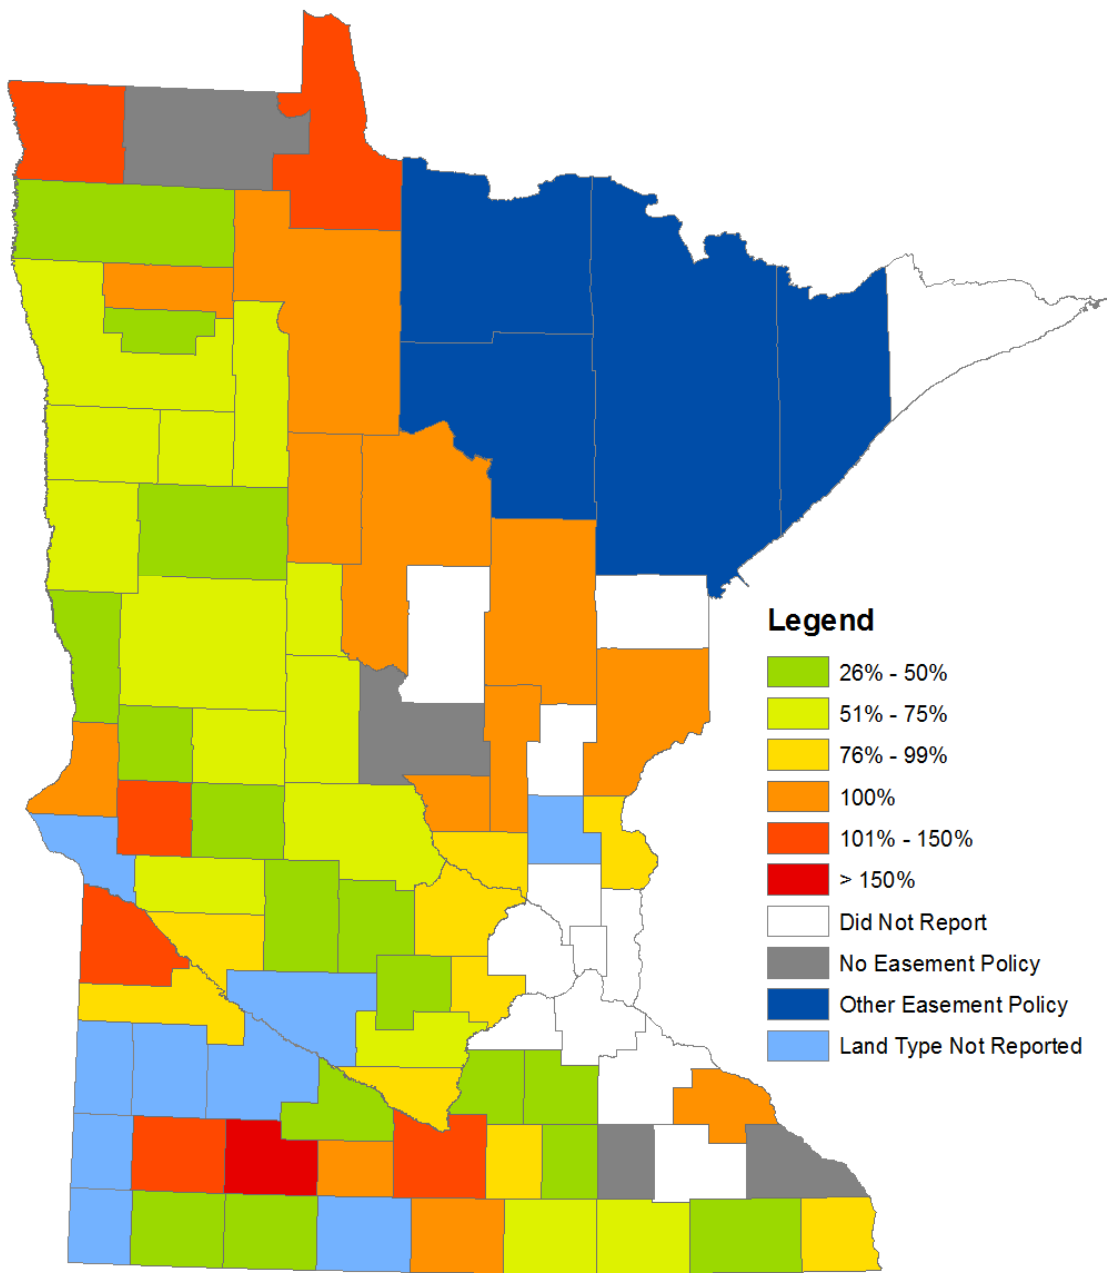 Legend
26% - 50%
51% - 75%
76% - 99%
100%
101% - 150%
> 150%
Did Not Report
No Easement Policy
Other Easement Policy
Land Type Not Reported